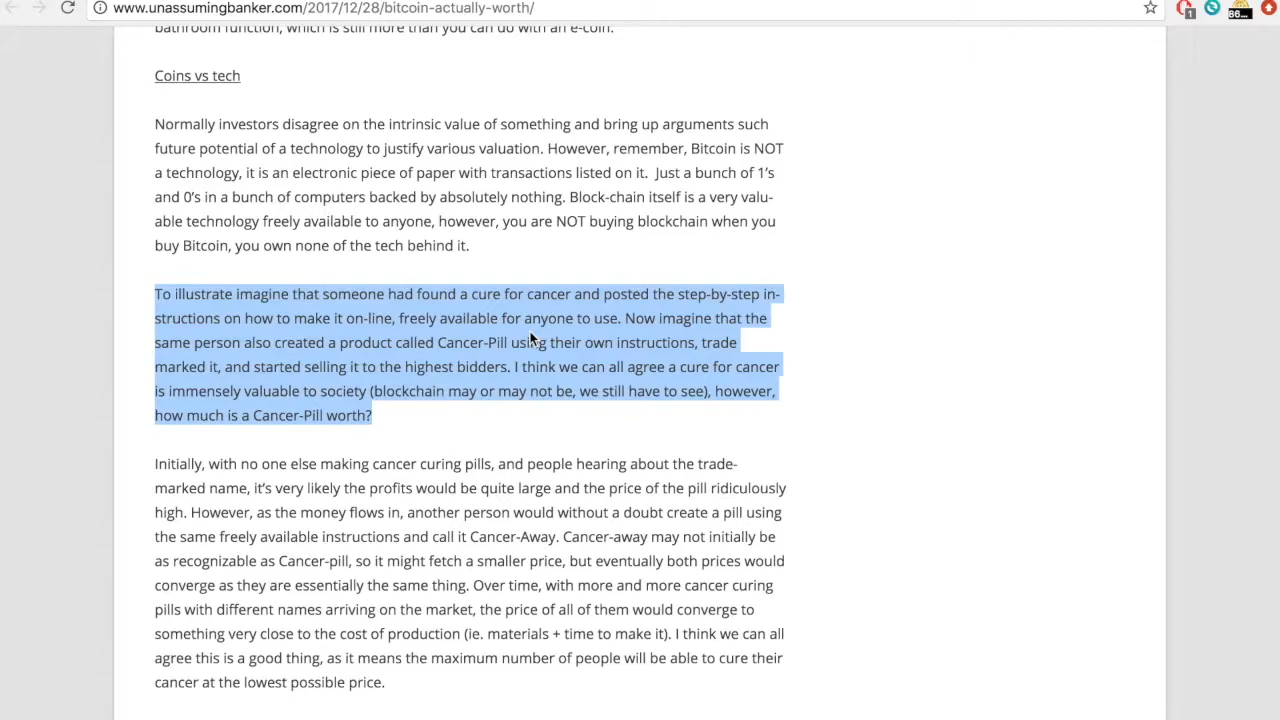 www.unassumingbanker.com/2017/12/28/bitcoin-actually-worth/
1
86...
bathroom function, which is still more than you can do with an e-coin.
Coins vs tech
Normally investors disagree on the intrinsic value of something and bring up arguments such
future potential of a technology to justify various valuation. However, remember, Bitcoin is NOT
a technology, it is an electronic piece of paper with transactions listed on it.  Just a bunch of 1's
and 0's in a bunch of computers backed by absolutely nothing. Block-chain itself is a very valu-
able technology freely available to anyone, however, you are NOT buying blockchain when you
buy Bitcoin, you own none of the tech behind it.
To illustrate imagine that someone had found a cure for cancer and posted the step-by-step in-
structions on how to make it on-line, freely available for anyone to use. Now imagine that the
same person also created a product called Cancer-Pill using their own instructions, trade
marked it, and started selling it to the highest bidders. I think we can all agree a cure for cancer
is immensely valuable to society (blockchain may or may not be, we still have to see), however,
how much is a Cancer-Pill worth?
Initially, with no one else making cancer curing pills, and people hearing about the trade-
marked name, it's very likely the profits would be quite large and the price of the pill ridiculously
high. However, as the money flows in, another person would without a doubt create a pill using
the same freely available instructions and call it Cancer-Away. Cancer-away may not initially be
as recognizable as Cancer-pill, so it might fetch a smaller price, but eventually both prices would
converge as they are essentially the same thing. Over time, with more and more cancer curing
pills with different names arriving on the market, the price of all of them would converge to
something very close to the cost of production (ie. materials + time to make it). I think we can all
agree this is a good thing, as it means the maximum number of people will be able to cure their
cancer at the lowest possible price.